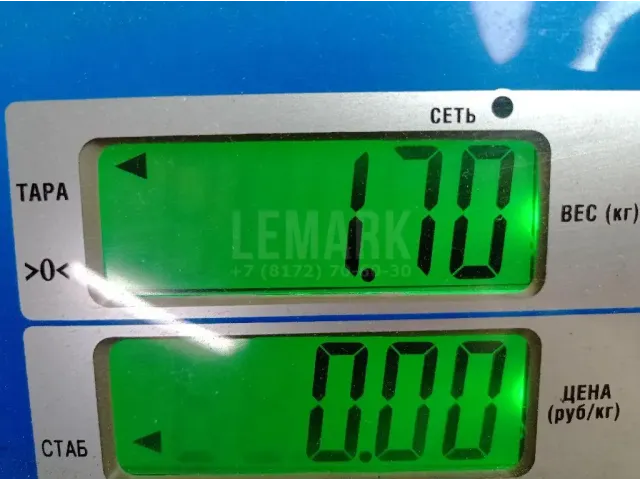 СЕТЬ
ТАРА
1.70
ВЕС (кг)
>0<
LEMARK
0.00
ЦЕНА
(руб/кг)
СТАБ